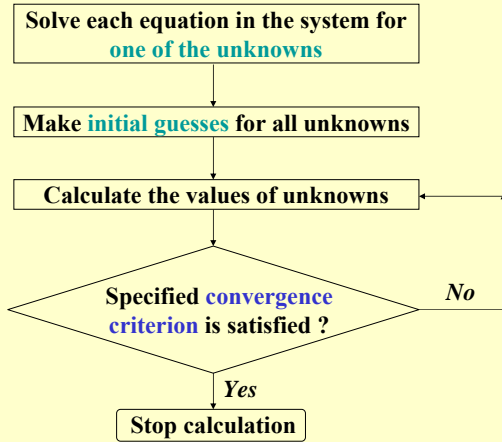 Solve each equation in the system for
one of the unknowns
Make initial guesses for all unknowns
Calculate the values of unknowns
Specified convergence
criterion is satisfied ?
No
Yes
Stop calculation